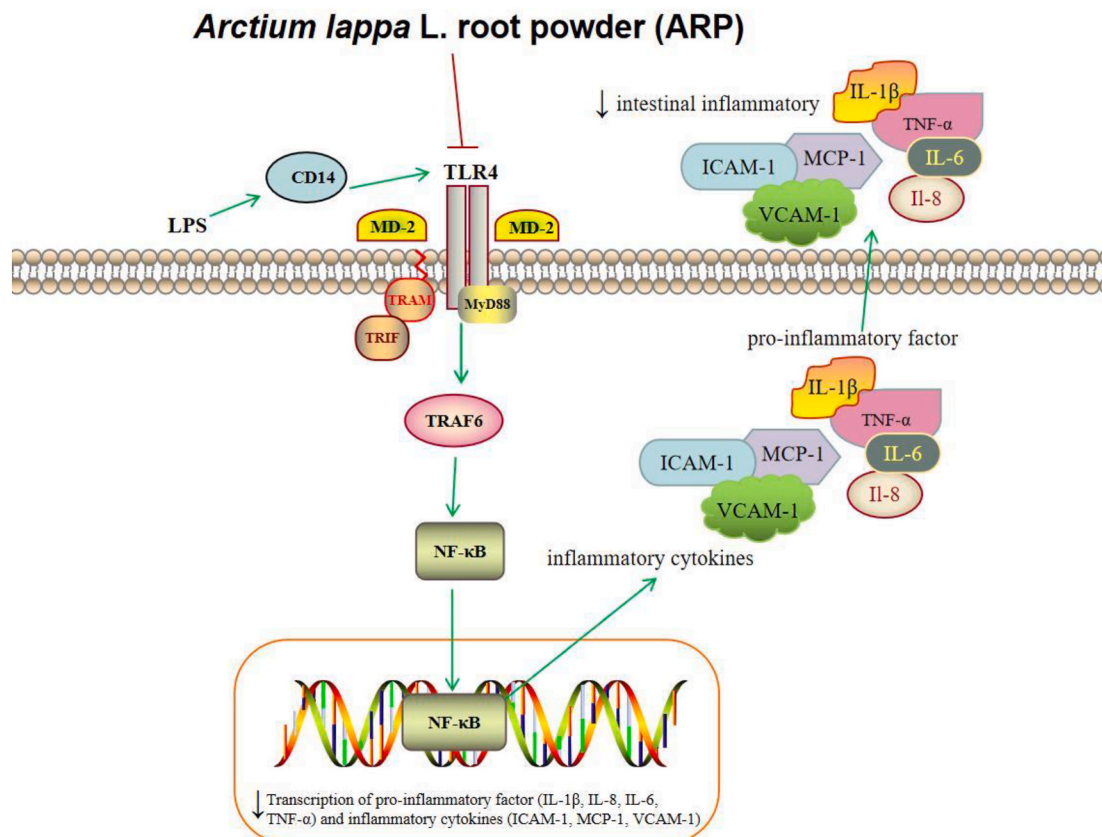 Arctium lappa L. root powder (ARP)
IL-1β
↓ intestinal inflammatory
TNF-α
MCP-1
ICAM-1
IL-6
TLR4
CD14
Il-8
VCAM-1
LPS
MD-2
MD-2
TRAM
MyD88
TRIF
pro-inflammatory factor
IL-1β
TRAF6
TNF-α
MCP-1
IL-6
ICAM-1
Il-8
VCAM-1
NF-κB
inflammatory cytokines
NF-κB
↓ Transcription of pro-inflammatory factor (IL-1β, IL-8, IL-6,
TNF-α) and inflammatory cytokines (ICAM-1, MCP-1, VCAM-1)